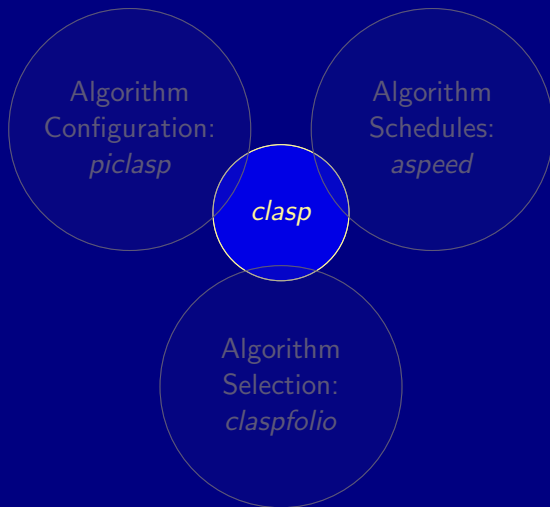 Algorithm
Configuration:
piclasp
Algorithm
Schedules:
aspeed
clasp
Algorithm
Selection:
claspfolio